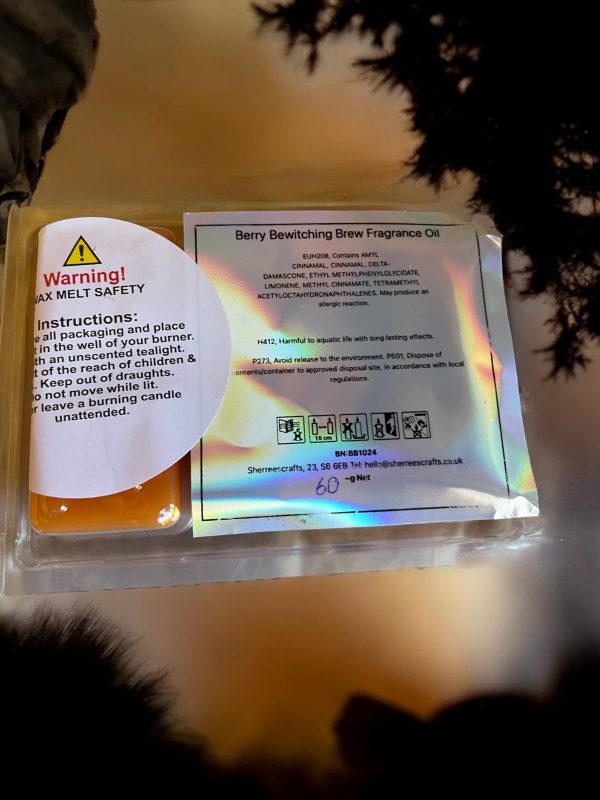 Warning!
WAX MELT SAFETY
Instructions:
all packaging and place
in the well of your burner.
an unscented tealight.
of the reach of children &
Keep out of draughts.
not move while lit.
leave a burning candle
unattended.
Berry Bewitching Brew Fragrance Oil
EUH208, Contains AMYL
CINNAMAL, CINNAMAL, DELTA-
DAMASCONE, ETHYL METHYLPHENYLGLYCIDATE,
LIMONENE, METHYL CINNAMATE, TETRAMETHYL
ACETYLOCTAHYDRONAPHTHALENES. May produce an
allergic reaction.
H412, Harmful to aquatic life with long lasting effects.
P273, Avoid release to the environment. P501, Dispose of
contents/container to approved disposal site, in accordance with local
regulations.
10 cm
BN:BB1024
Sherreescrafts, 23, S6 6EB Tel: hello@sherreescrafts.co.uk
60 ~g Net